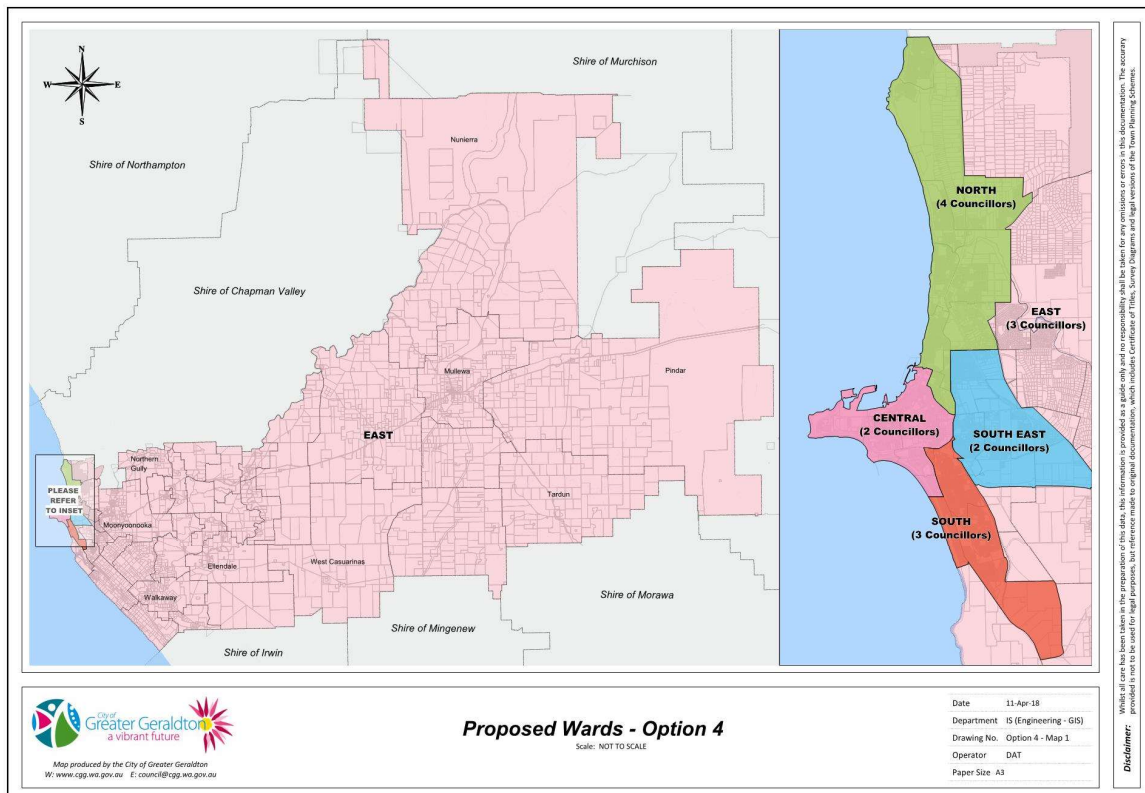 N
W
E
S
Shire of Murchison
Shire of Northampton
Nunierra
Shire of Chapman Valley
Mullewa
Pindar
EAST
Northern
Gully
PLEASE
REFER
TO INSET
Moonyoonooka
Tardun
Ellendale
West Casuarinas
Walkaway
Shire of Morawa
Shire of Mingenew
Shire of Irwin
NORTH
(4 Councillors)
EAST
(3 Councillors)
CENTRAL
(2 Councillors)
SOUTH EAST
(2 Councillors)
SOUTH
(3 Councillors)
City of
Greater Geraldton
a vibrant future
Map produced by the City of Greater Geraldton
W: www.cgg.wa.gov.au E: council@cgg.wa.gov.au
Proposed Wards - Option 4
Scale: NOT TO SCALE
Date 11-Apr-18
Department IS (Engineering - GIS)
Drawing No. Option 4 - Map 1
Operator DAT
Paper Size A3
Disclaimer: Whilst all care has been taken in the preparation of this data, this information is provided as a guide only and no responsibility shall be taken for any omissions or errors in this documentation. The accurary
provided is not to be used for legal purposes, but reference made to original documentation, which includes Certificate of Titles, Survey Diagrams and legal versions of the Town Planning Schemes.